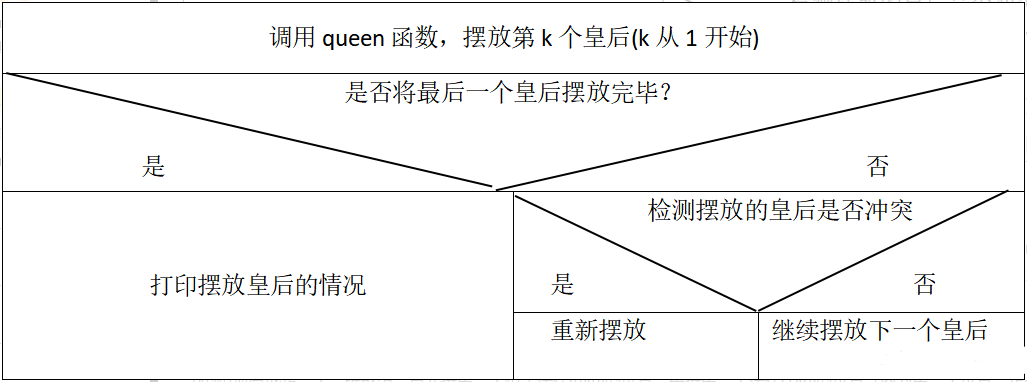 调用 queen 函数，摆放第 k 个皇后(k 从 1 开始)
是否将最后一个皇后摆放完毕？
是
否
检测摆放的皇后是否冲突
打印摆放皇后的情况
是
否
重新摆放
继续摆放下一个皇后